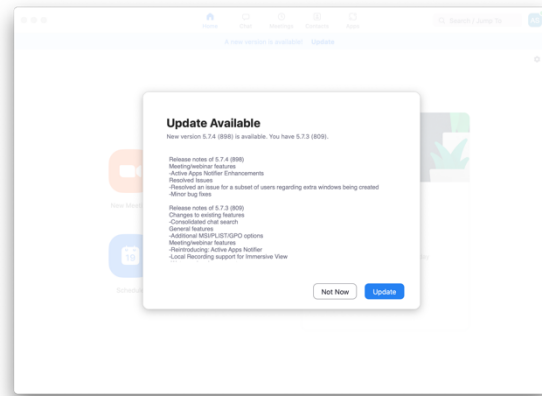 Home Chat Meetings Contacts Apps
Search / Jump To
A new version is available. Update
Update Available
New version 5.7.4 (898) is available. You have 5.7.3 (809).
Release notes of 5.7.4 (898)
Meeting/webinar features
-Active Apps Notifier Enhancements
Resolved Issues
-Resolved an issue for a subset of users regarding extra windows being created
-Minor bug fixes
Release notes of 5.7.3 (809)
Changes to existing features
-Consolidated chat search
General features
-Additional MSI/PLIST/GPO options
Meeting/webinar features
-Reintroducing: Active Apps Notifier
-Local Recording support for Immersive View
New
19
Not Now
Update